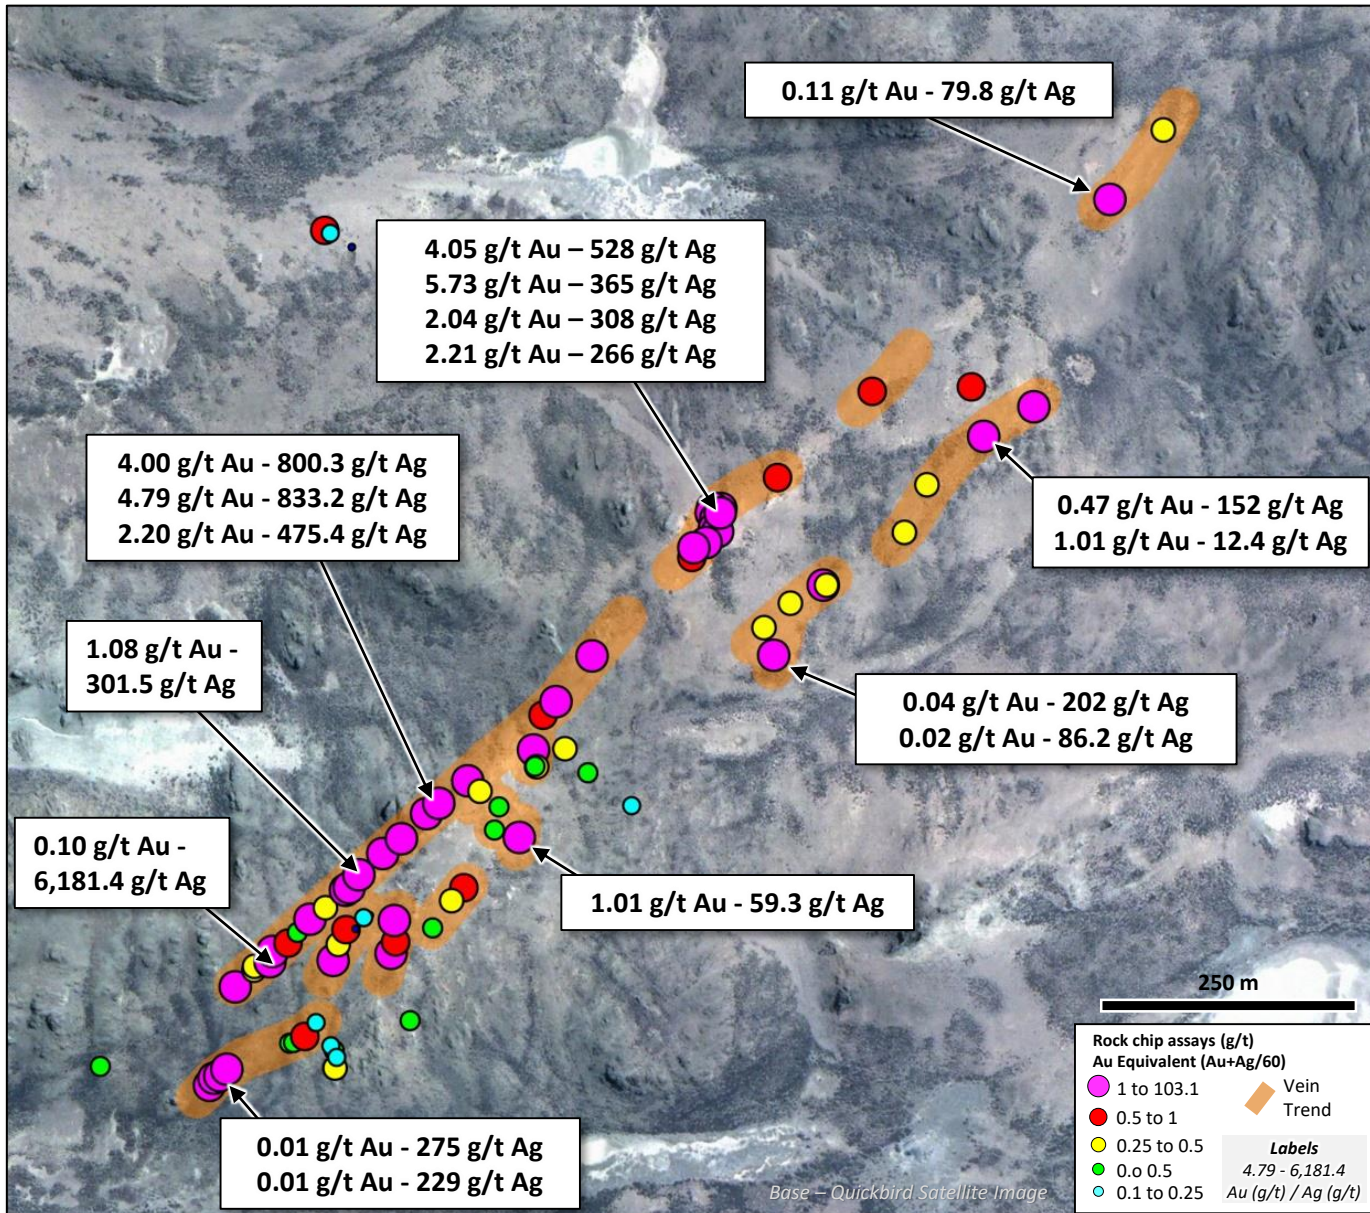 0.11 g/t Au - 79.8 g/t Ag
4.05 g/t Au – 528 g/t Ag
5.73 g/t Au – 365 g/t Ag
2.04 g/t Au – 308 g/t Ag
2.21 g/t Au – 266 g/t Ag
4.00 g/t Au - 800.3 g/t Ag
4.79 g/t Au - 833.2 g/t Ag
2.20 g/t Au - 475.4 g/t Ag
0.47 g/t Au - 152 g/t Ag
1.01 g/t Au - 12.4 g/t Ag
1.08 g/t Au -
301.5 g/t Ag
0.04 g/t Au - 202 g/t Ag
0.02 g/t Au - 86.2 g/t Ag
0.10 g/t Au -
6,181.4 g/t Ag
1.01 g/t Au - 59.3 g/t Ag
0.01 g/t Au - 275 g/t Ag
0.01 g/t Au - 229 g/t Ag
250 m
Rock chip assays (g/t)
Au Equivalent (Au+Ag/60)
1 to 103.1
0.5 to 1
0.25 to 0.5
0.o 0.5
0.1 to 0.25
Vein
Trend
Labels
4.79 - 6,181.4
Au (g/t) / Ag (g/t)
Base – Quickbird Satellite Image